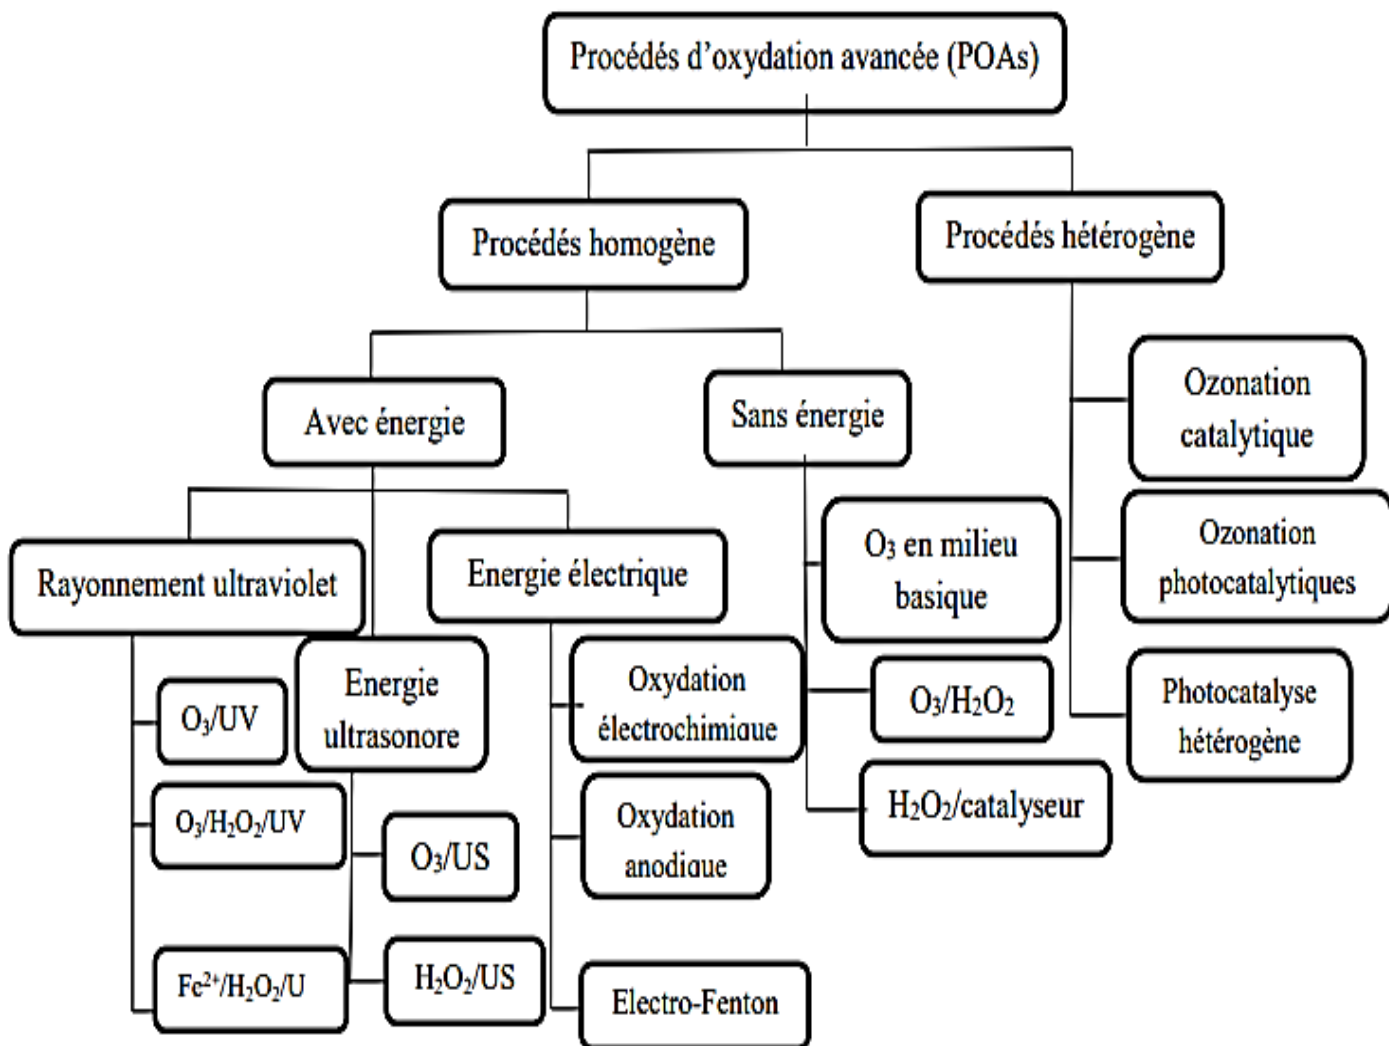 Procédés d'oxydation avancée (POAs)
Procédés homogène
Procédés hétérogène
Avec énergie
Sans énergie
Ozonation
catalytique
Rayonnement ultraviolet
Energie électrique
O₃ en milieu
basique
Ozonation
photocatalytiques
Energie
ultrasonore
O₃/UV
Oxydation
électrochimique
O₃/H₂O₂
Photocatalyse
hétérogène
O₃/H₂O₂/UV
O₃/US
Oxydation
anodique
H₂O₂/catalyseur
Fe²⁺/H₂O₂/U
H₂O₂/US
Electro-Fenton